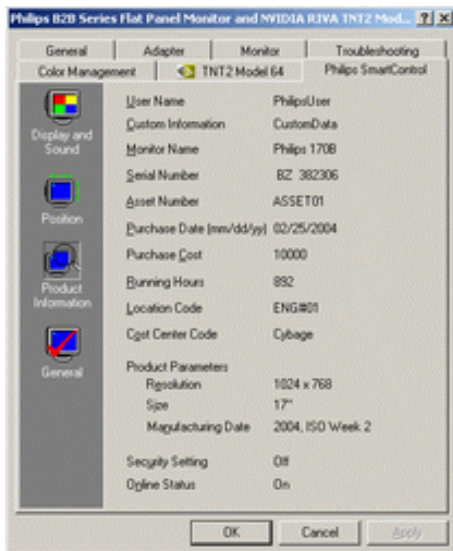 Philips B2B Series Flat Panel Monitor and NVIDIA RIVA TNT2 Mod...
General Adapter Monitor Troubleshooting
Color Management TNT2 Model 64 Philips SmartControl
Display and Sound
Position
Product Information
General
User Name PhilipsUser
Custom Information CustomData
Monitor Name Philips 170B
Serial Number BZ 382306
Asset Number ASSET01
Purchase Date (mm/dd/yy) 02/25/2004
Purchase Cost 10000
Running Hours 892
Location Code ENG#01
Cost Center Code Cybage
Product Parameters
Resolution 1024 x 768
Size 17"
Manufacturing Date 2004, ISO Week 2
Security Setting Off
Online Status On
OK Cancel Apply